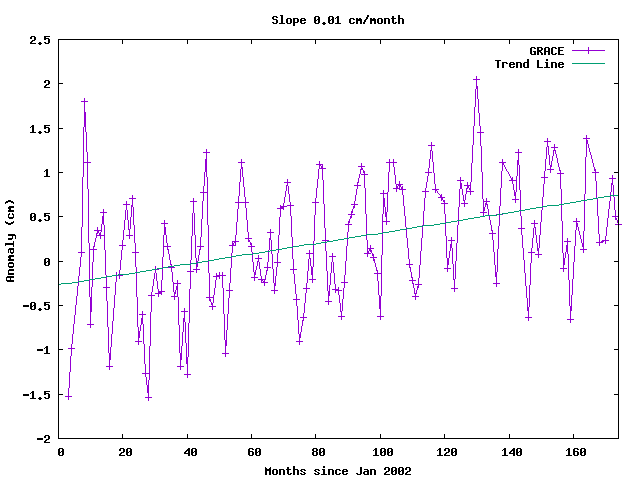 Slope 0.01 cm/month
2.5
GRACE
Trend Line
2
1.5
1
0.5
0
-0.5
-1
-1.5
-2
Anomaly (cm)
0 20 40 60 80 100 120 140 160
Months since Jan 2002